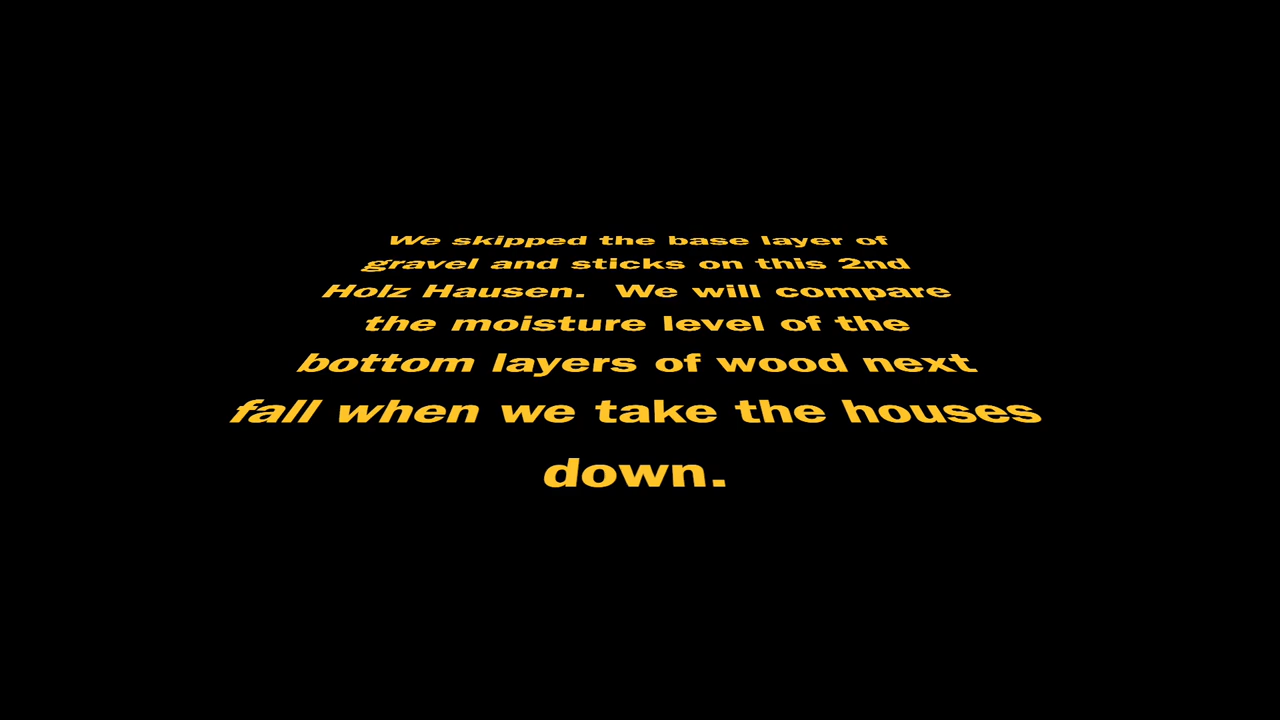 We skipped the base layer of
gravel and sticks on this 2nd
Holz Hausen.  We will compare
the moisture level of the
bottom layers of wood next
fall when we take the houses
down.